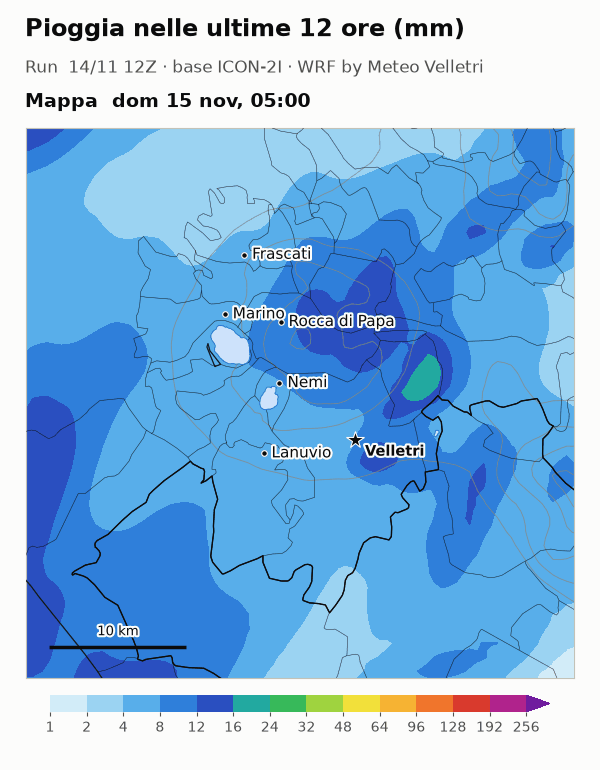 Pioggia nelle ultime 12 ore (mm)
Run 14/11 12Z · base ICON-2I · WRF by Meteo Velletri
Mappa dom 15 nov, 05:00
Frascati
Marino
Rocca di Papa
Nemi
Velletri
Lanuvio
10 km
1 2 4 8 12 16 24 32 48 64 96 128 192 256